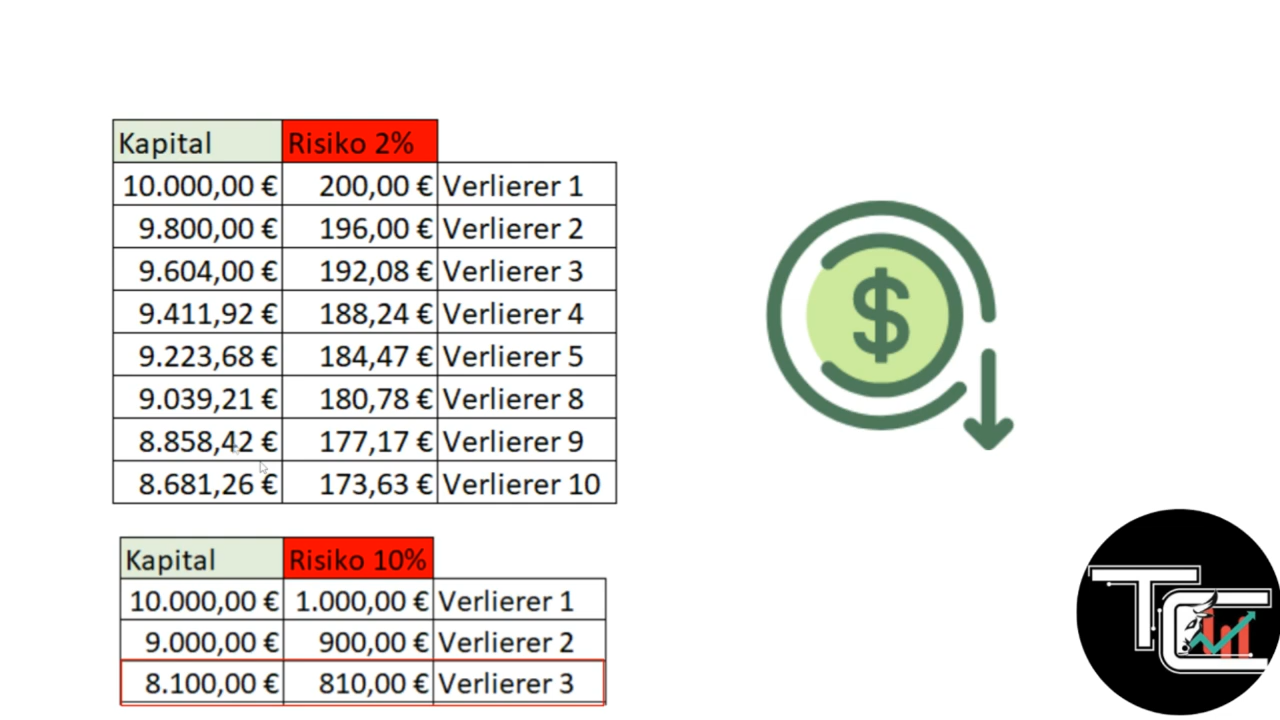 Kapital Risiko 2%
10.000,00 € 200,00 € Verlierer 1
9.800,00 € 196,00 € Verlierer 2
9.604,00 € 192,08 € Verlierer 3
9.411,92 € 188,24 € Verlierer 4
9.223,68 € 184,47 € Verlierer 5
9.039,21 € 180,78 € Verlierer 8
8.858,42 € 177,17 € Verlierer 9
8.681,26 € 173,63 € Verlierer 10
Kapital Risiko 10%
10.000,00 € 1.000,00 € Verlierer 1
9.000,00 € 900,00 € Verlierer 2
8.100,00 € 810,00 € Verlierer 3
$
TC